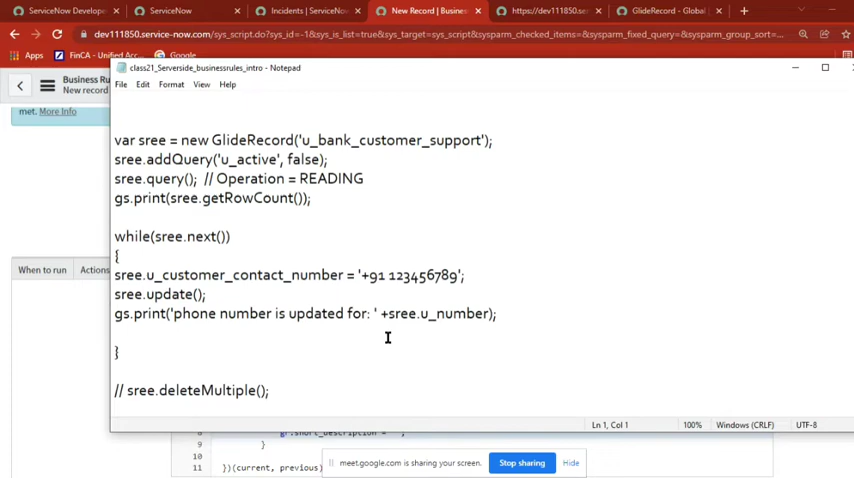 ServiceNow Develope
ServiceNow
Incidents | ServiceNow
New Record | Business
https://dev111850.serv
GlideRecord - Global
dev111850.service-now.com/sys_script.do?sys_id=-1&sys_is_list=true&sys_target=sys_script&sysparm_checked_items=&sysparm_fixed_query=&sysparm_group_sort=...
Apps
FinCA - Unified Acc...
Google
class21_Serverside_businessrules_intro - Notepad
File Edit Format View Help
Business Ru
New record
met. More Info
var sree = new GlideRecord('u_bank_customer_support');
sree.addQuery('u_active', false);
sree.query(); // Operation = READING
gs.print(sree.getRowCount());
while(sree.next())
{
sree.u_customer_contact_number = '+91 123456789';
sree.update();
gs.print('phone number is updated for: ' +sree.u_number);
}
// sree.deleteMultiple();
When to run
Actions
Ln 1, Col 1
100%
Windows (CRLF)
UTF-8
9 }
10
11 })(current, previous)
meet.google.com is sharing your screen.
Stop sharing
Hide